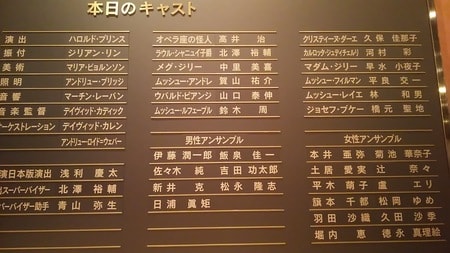 本日のキャスト
演出 ハロルド・プリンス
振付 ジリアン・リン
美術 マリア・ビョルンソン
照明 アンドリュー・ブリッジ
音響 マーチン・レーバン
音楽監督 デイヴィッド・カディック
オーケストレーション デイヴィッド・カレン
アンドリュー・ロイド=ウェバー
演日本版演出 浅利慶太
スーパーバイザー 北澤裕輔
パーバイザー助手 青山弥生
オペラ座の怪人 高井治
ラウル・シャニュイ子爵 北澤裕輔
メグ・ジリー 中里美喜
ムッシュー・アンドレ 賀山祐介
ウバルド・ピアンジ 山口泰伸
ムッシュー・ルフェーブル 鈴木周
男性アンサンブル
伊藤潤一郎 飯泉佳一
佐々木純 吉田功太郎
新井克 松永隆志
日浦眞矩
クリスティーヌ・ダーエ 久保佳那子
カルロッタ・ジュディチェルリ 河村彩
マダム・ジリー 早水小夜子
ムッシュー・フィルマン 平良交一
ムッシュー・レイエ 林和男
ジョセフ・ブケー 橋元聖地
女性アンサンブル
本井亜弥 菊池華奈子
土居愛実 辻奈々
平木萌子 盧エリ
旗本千都 松岡ゆめ
羽田沙織 久田沙季
堀内恵 徳永真理絵